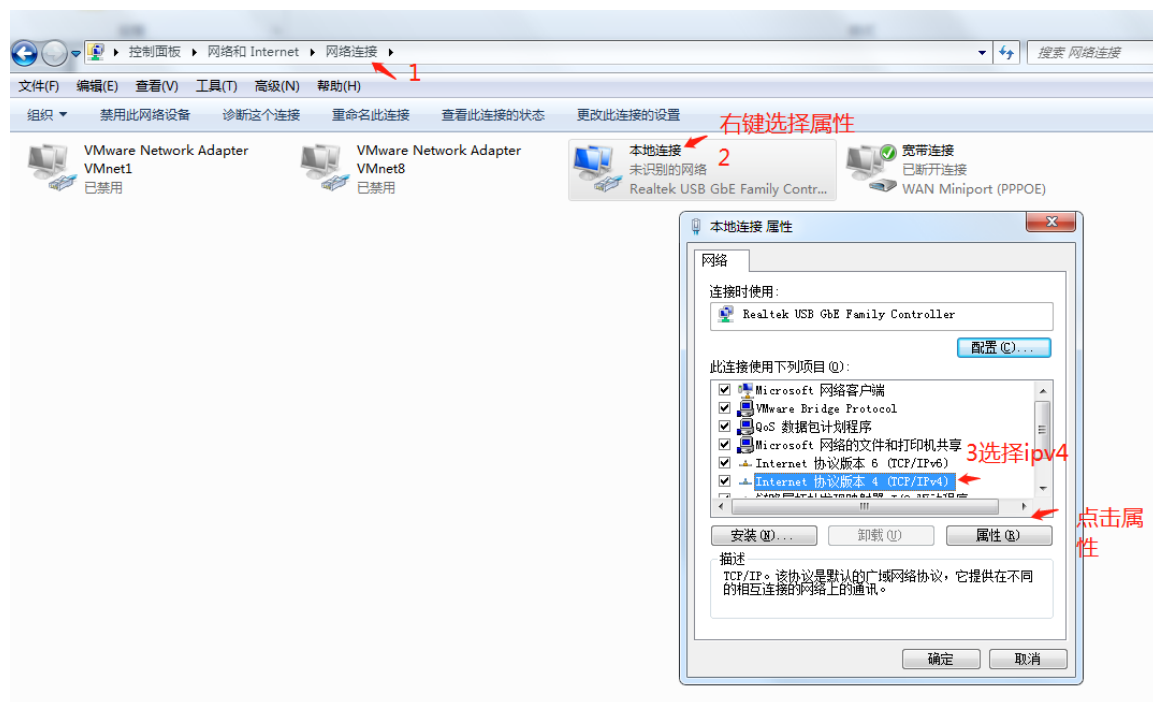 控制面板 ▸ 网络和 Internet ▸ 网络连接 ▸
搜索 网络连接
1
文件(F) 编辑(E) 查看(V) 工具(T) 高级(N) 帮助(H)
组织 禁用此网络设备 诊断这个连接 重命名此连接 查看此连接的状态 更改此连接的设置
右键选择属性
2
VMware Network Adapter
VMnet1
已禁用
VMware Network Adapter
VMnet8
已禁用
本地连接
未识别的网络
Realtek USB GbE Family Contr...
宽带连接
已断开连接
WAN Miniport (PPPOE)
本地连接 属性
网络
连接时使用:
Realtek USB GbE Family Controller
配置(C)...
此连接使用下列项目(O):
Microsoft 网络客户端
VMware Bridge Protocol
QoS 数据包计划程序
Microsoft 网络的文件和打印机共享
Internet 协议版本 6 (TCP/IPv6)
3选择ipv4
Internet 协议版本 4 (TCP/IPv4)
点击属
性
安装(N)... 卸载(U) 属性(R)
描述
TCP/IP。该协议是默认的广域网络协议，它提供在不同
的相互连接的网络上的通讯。
确定 取消